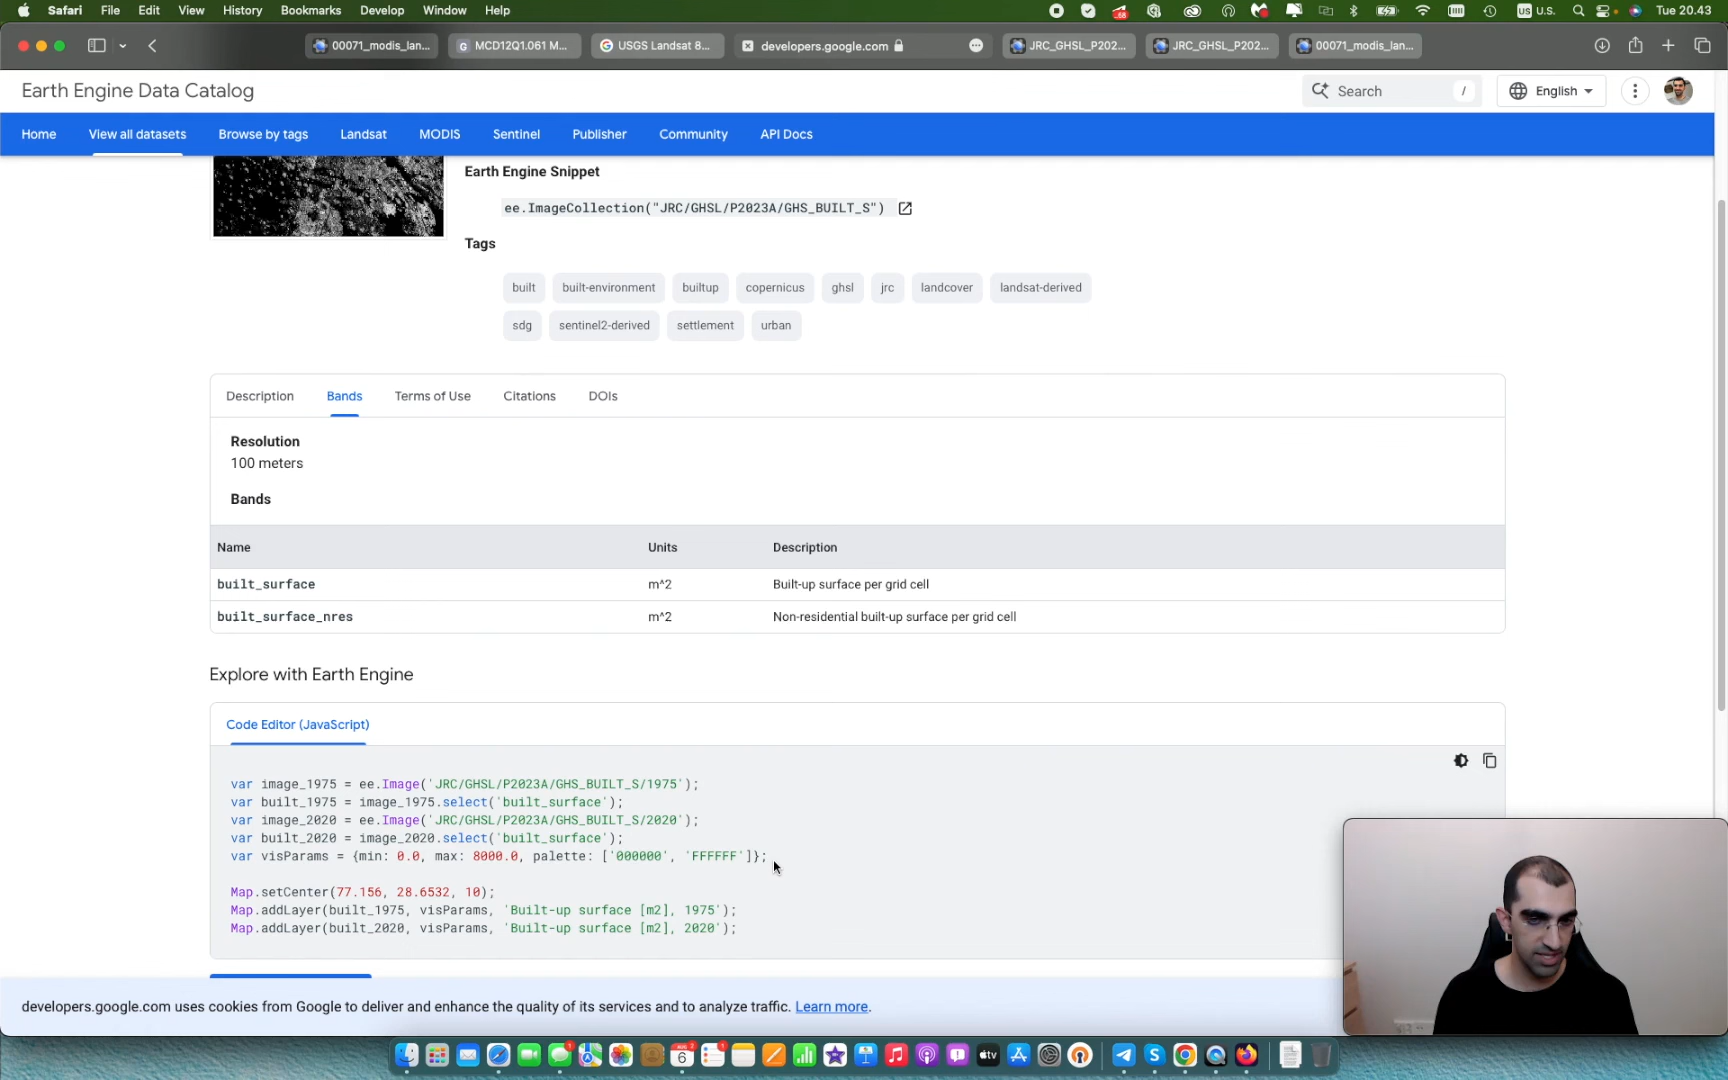 Safari File Edit View History Bookmarks Develop Window Help
68 US U.S. Tue 20.43
00071_modis_lan... MCD12Q1.061 M... USGS Landsat 8... developers.google.com JRC_GHSL_P202... JRC_GHSL_P202... 00071_modis_lan...
Earth Engine Data Catalog Search / English
Home View all datasets Browse by tags Landsat MODIS Sentinel Publisher Community API Docs
Earth Engine Snippet
ee.ImageCollection("JRC/GHSL/P2023A/GHS_BUILT_S")
Tags
built built-environment builtup copernicus ghsl jrc landcover landsat-derived
sdg sentinel2-derived settlement urban
Description Bands Terms of Use Citations DOIs
Resolution
100 meters
Bands
Name Units Description
built_surface m^2 Built-up surface per grid cell
built_surface_nres m^2 Non-residential built-up surface per grid cell
Explore with Earth Engine
Code Editor (JavaScript)
var image_1975 = ee.Image('JRC/GHSL/P2023A/GHS_BUILT_S/1975');
var built_1975 = image_1975.select('built_surface');
var image_2020 = ee.Image('JRC/GHSL/P2023A/GHS_BUILT_S/2020');
var built_2020 = image_2020.select('built_surface');
var visParams = {min: 0.0, max: 8000.0, palette: ['000000', 'FFFFFF']};
Map.setCenter(77.156, 28.6532, 10);
Map.addLayer(built_1975, visParams, 'Built-up surface [m2], 1975');
Map.addLayer(built_2020, visParams, 'Built-up surface [m2], 2020');
developers.google.com uses cookies from Google to deliver and enhance the quality of its services and to analyze traffic. Learn more.